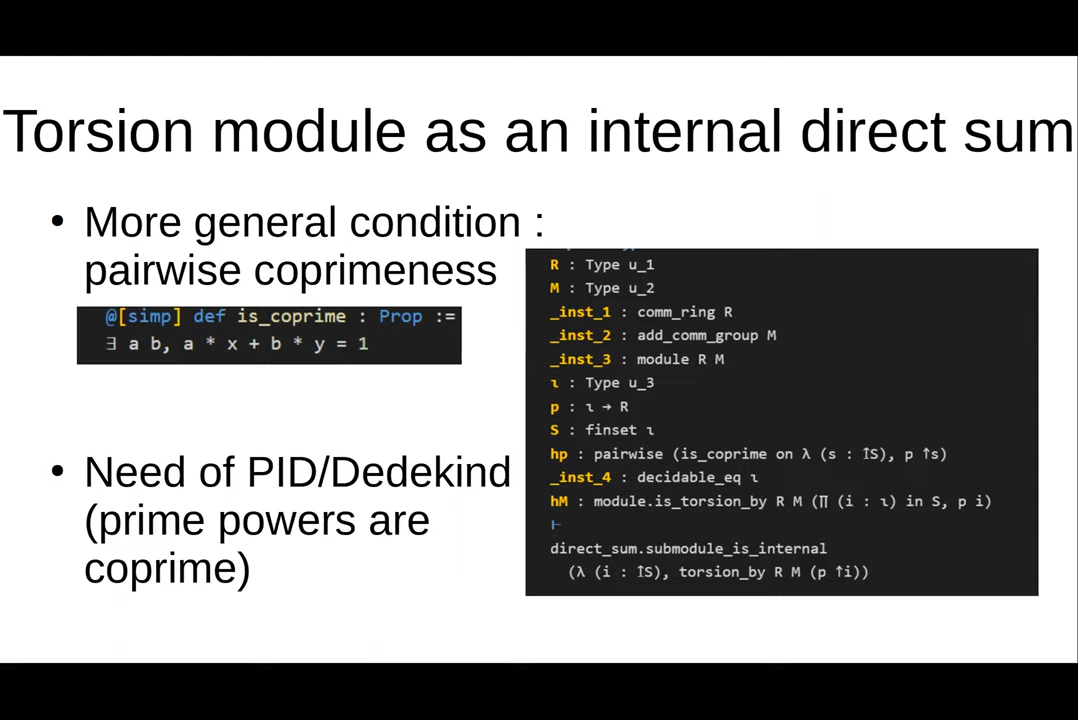 Torsion module as an internal direct sum
• More general condition :
pairwise coprimeness
@[simp] def is_coprime : Prop :=
∃ a b, a * x + b * y = 1
• Need of PID/Dedekind
(prime powers are
coprime)
R : Type u_1
M : Type u_2
_inst_1 : comm_ring R
_inst_2 : add_comm_group M
_inst_3 : module R M
ι : Type u_3
p : ι → R
S : finset ι
hp : pairwise (is_coprime on λ (s : ↥S), p ↑s)
_inst_4 : decidable_eq ι
hM : module.is_torsion_by R M (∏ (i : ι) in S, p i)
⊢
direct_sum.submodule_is_internal
(λ (i : ↥S), torsion_by R M (p ↑i))